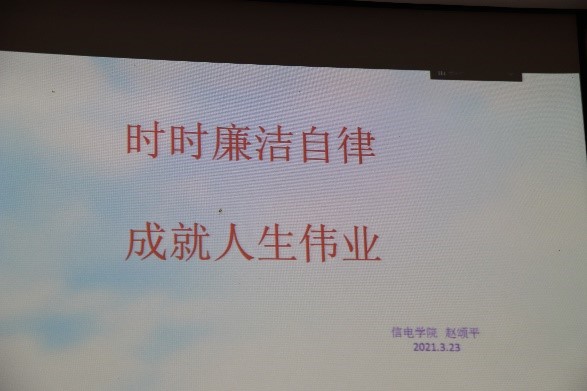 时时廉洁自律
成就人生伟业
信电学院 赵颂平
2021.3.23